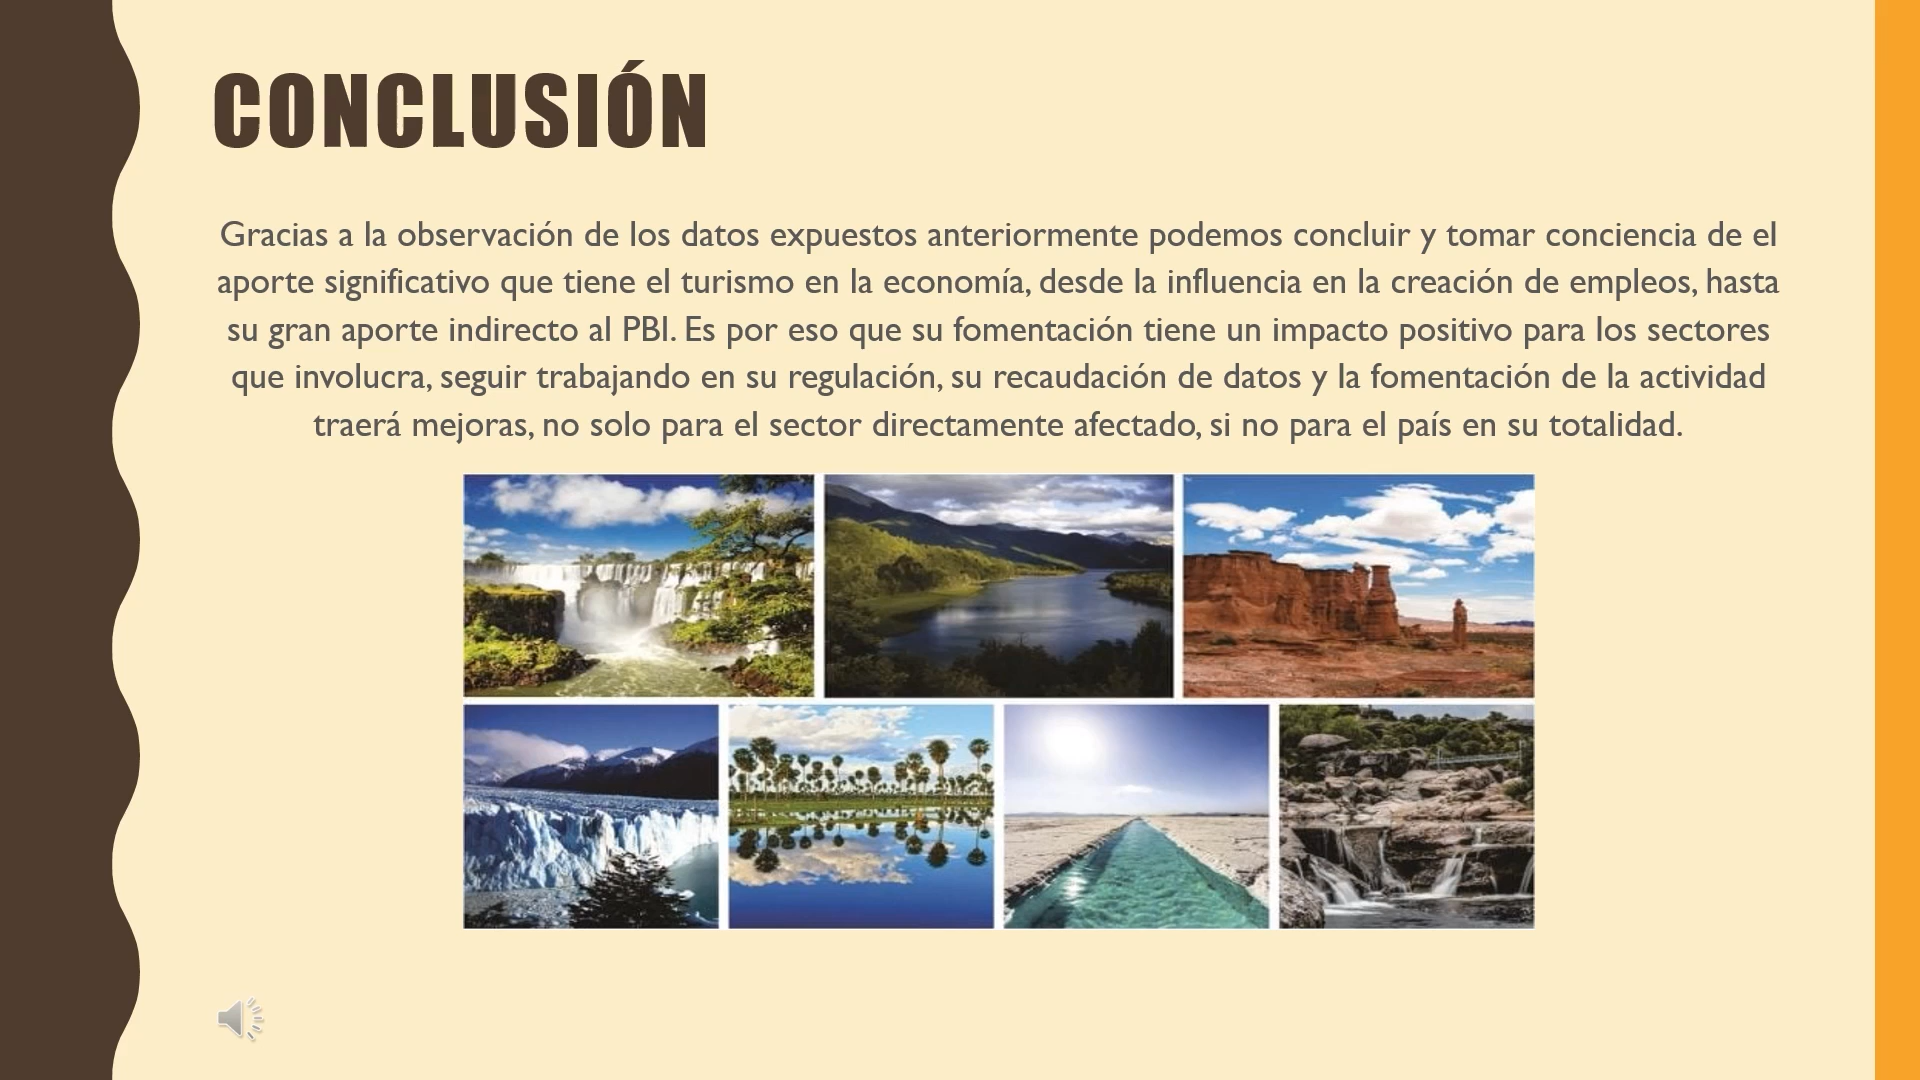 CONCLUSIÓN
Gracias a la observación de los datos expuestos anteriormente podemos concluir y tomar conciencia de el
aporte significativo que tiene el turismo en la economía, desde la influencia en la creación de empleos, hasta
su gran aporte indirecto al PBI. Es por eso que su fomentación tiene un impacto positivo para los sectores
que involucra, seguir trabajando en su regulación, su recaudación de datos y la fomentación de la actividad
traerá mejoras, no solo para el sector directamente afectado, si no para el país en su totalidad.